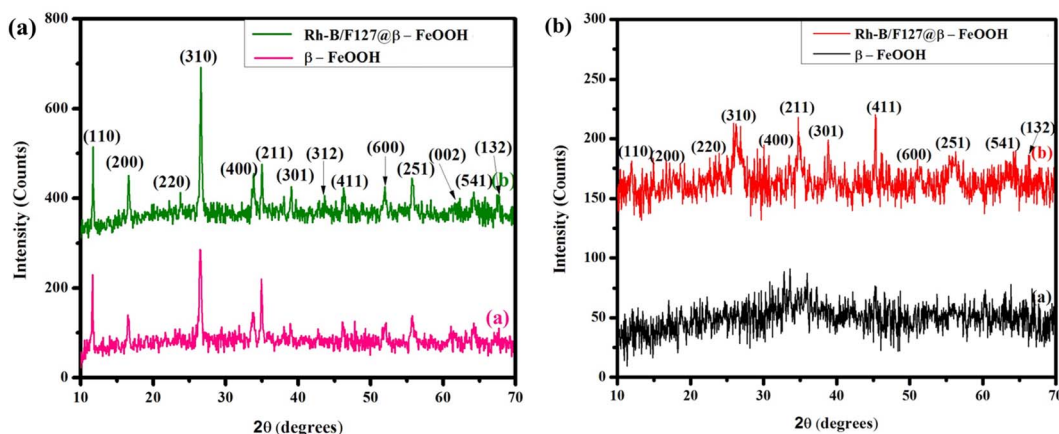 (a)
800
600
400
200
0
Intensity (Counts)
Rh-B/F127@β – FeOOH
β – FeOOH
(310)
(110)
(200)
(220)
(400)
(211)
(301)
(312)
(411)
(600)
(251)
(002)
(541)
(132)
(b)
(a)
10 20 30 40 50 60 70
2θ (degrees)
(b)
300
250
200
150
100
50
0
Intensity (Counts)
Rh-B/F127@β – FeOOH
β – FeOOH
(110)
(200)
(220)
(310)
(400)
(211)
(301)
(411)
(600)
(251)
(541)
(132)
(b)
(a)
10 20 30 40 50 60 70
2θ (degrees)